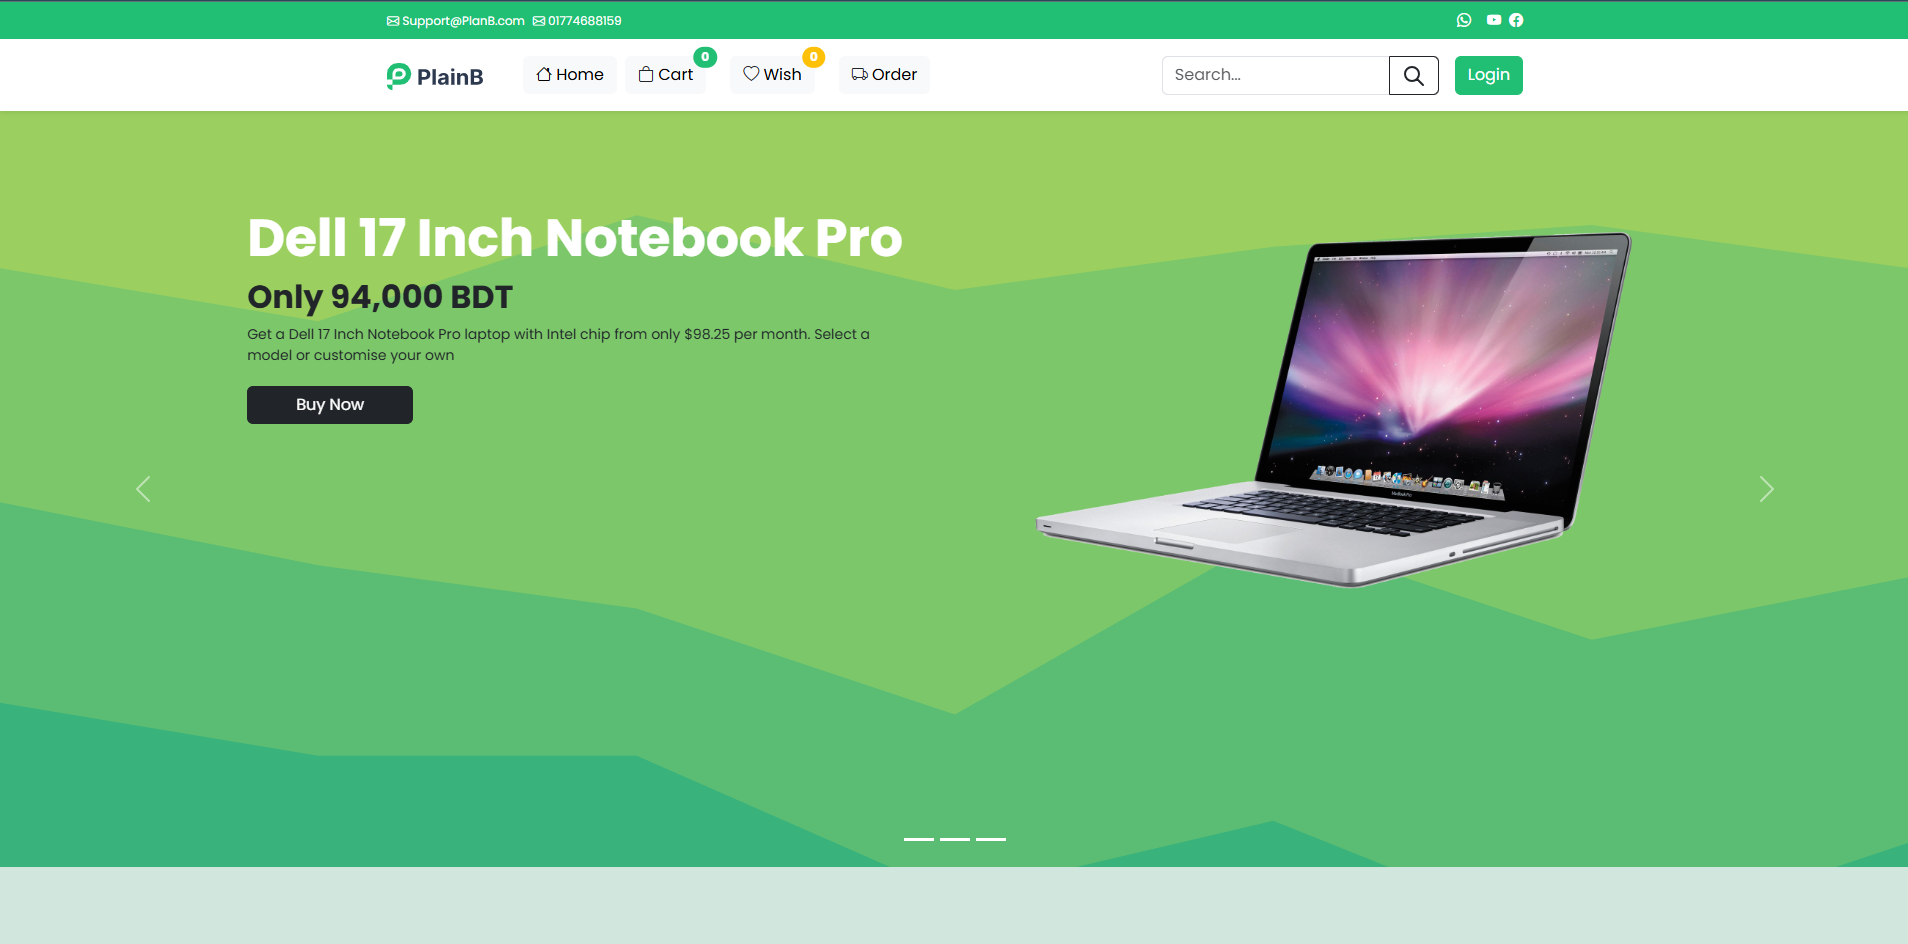 Support@PlanB.com 01774688159
PlainB
Home
Cart
0
Wish
0
Order
Search...
Login
Dell 17 Inch Notebook Pro
Only 94,000 BDT
Get a Dell 17 Inch Notebook Pro laptop with Intel chip from only $98.25 per month. Select a
model or customise your own
Buy Now
MacBook Pro